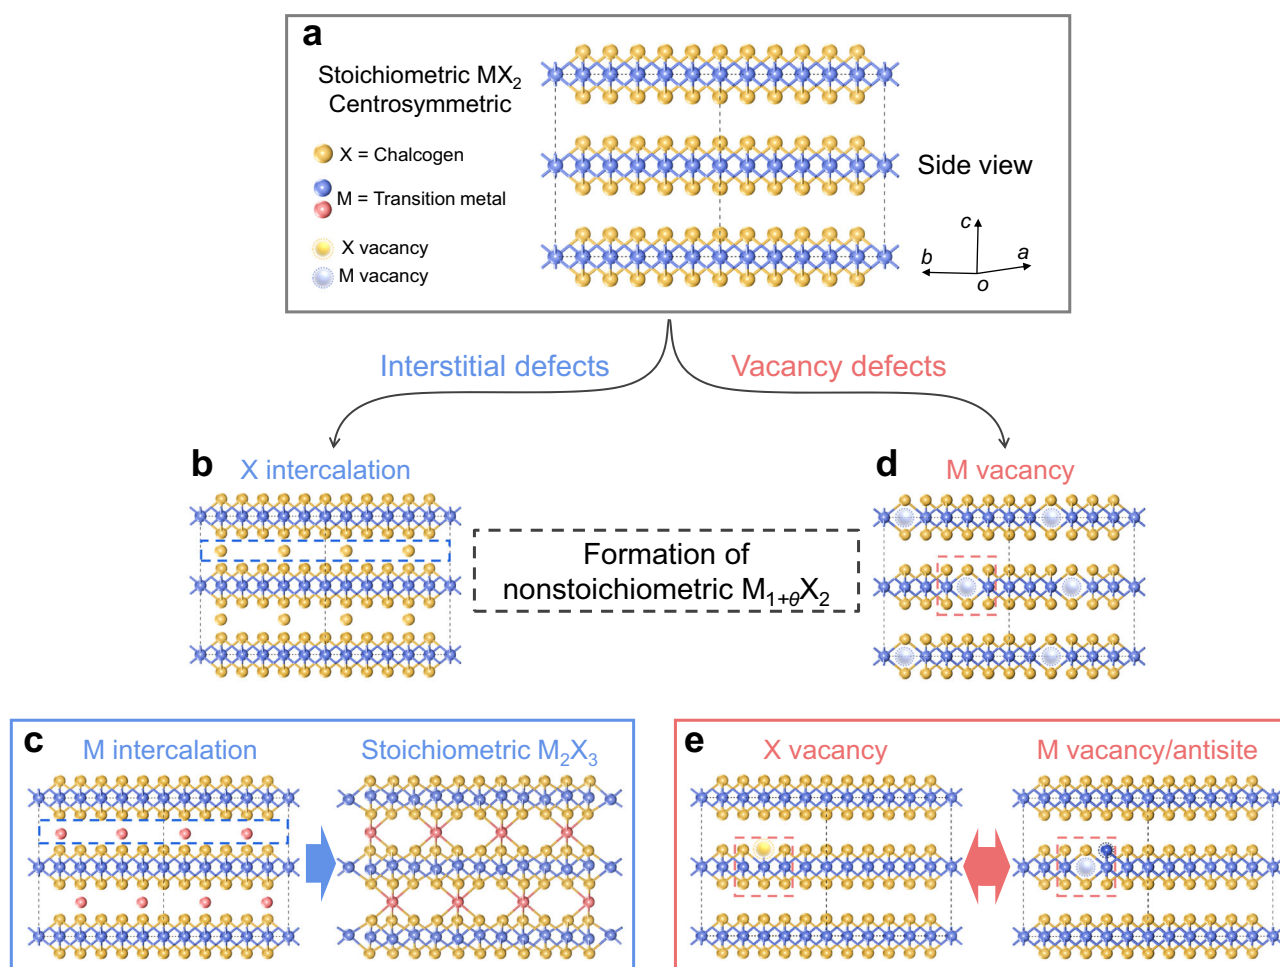 a
Stoichiometric MX₂
Centrosymmetric
X = Chalcogen
M = Transition metal
X vacancy
M vacancy
Side view
c
b
a
o
Interstitial defects
Vacancy defects
b
X intercalation
d
M vacancy
Formation of
nonstoichiometric M₁₊θX₂
c
M intercalation
Stoichiometric M₂X₃
e
X vacancy
M vacancy/antisite